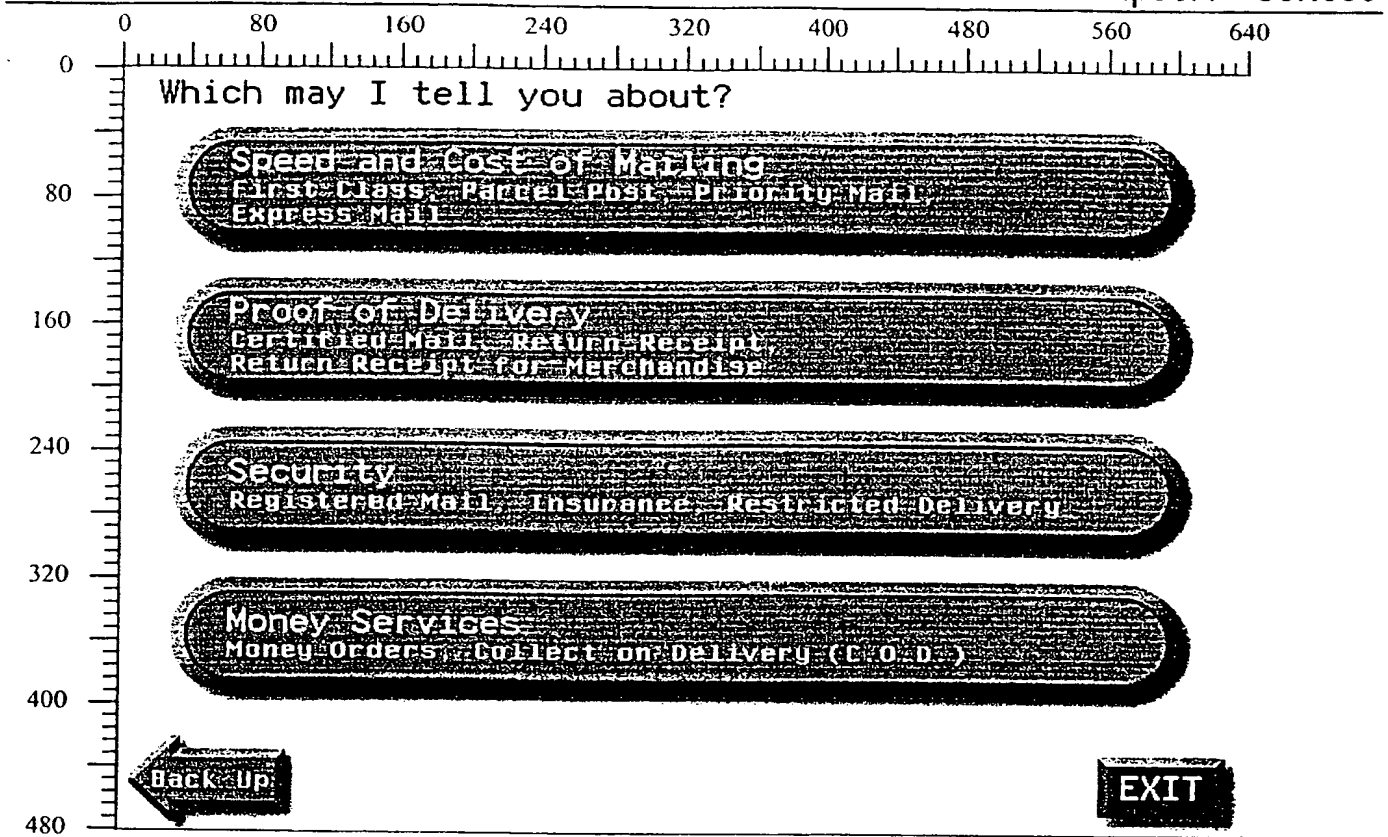 0 80 160 240 320 400 480 560 640
0
Which may I tell you about?
Speed and Cost of Mailing
80
First Class, Parcel Post, Priority Mail,
Express Mail
160
Proof of Delivery
Certified Mail, Return Receipt
Return Receipt for Merchandise
240
Security
Registered Mail, Insurance, Restricted Delivery
320
Money Services
Money Orders, Collect on Delivery (C.O.D.)
400
Back Up
EXIT
480